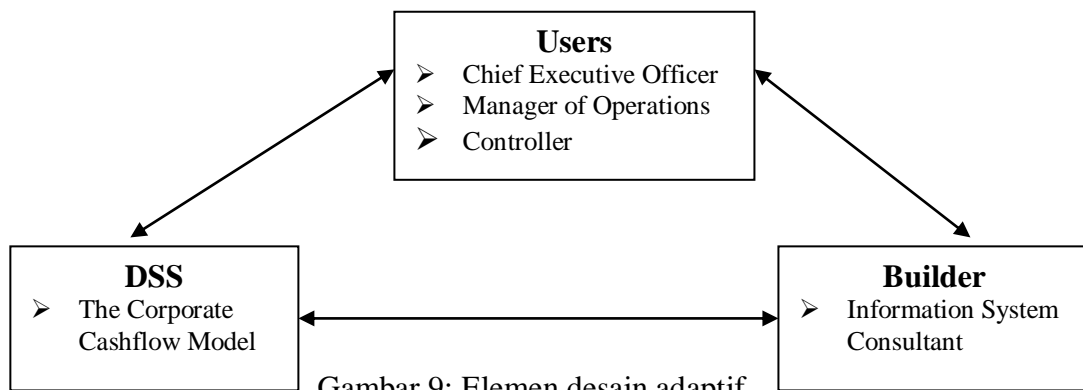 Users
➢ Chief Executive Officer
➢ Manager of Operations
➢ Controller
DSS
➢ The Corporate
Cashflow Model
Builder
➢ Information System
Consultant
Gambar 9: Elemen desain adaptif